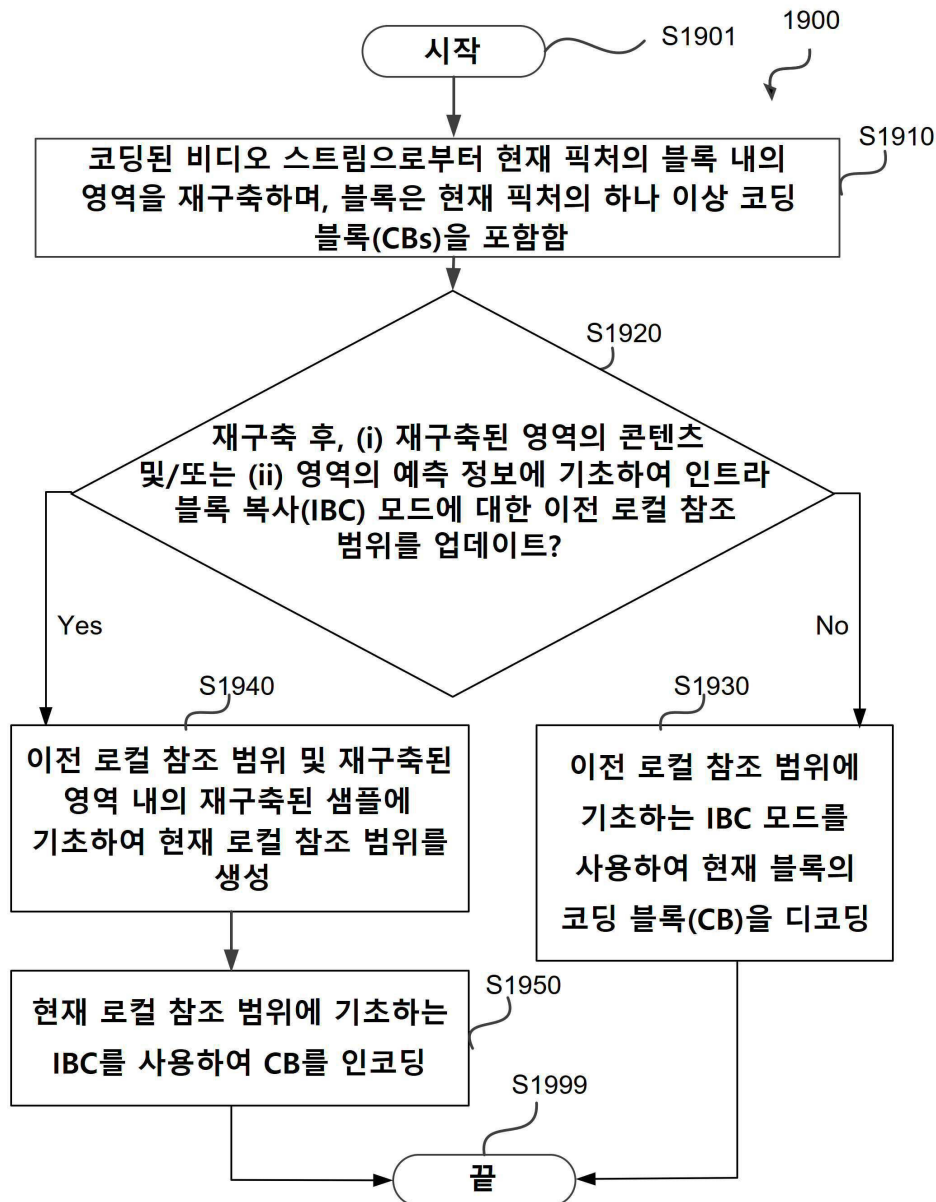 1900
시작
S1901
S1910
코딩된 비디오 스트림으로부터 현재 픽처의 블록 내의
영역을 재구축하며, 블록은 현재 픽처의 하나 이상 코딩
블록(CBs)을 포함함
S1920
재구축 후, (i) 재구축된 영역의 콘텐츠
및/또는 (ii) 영역의 예측 정보에 기초하여 인트라
블록 복사(IBC) 모드에 대한 이전 로컬 참조
범위를 업데이트?
Yes
No
S1940
이전 로컬 참조 범위 및 재구축된
영역 내의 재구축된 샘플에
기초하여 현재 로컬 참조 범위를
생성
S1930
이전 로컬 참조 범위에
기초하는 IBC 모드를
사용하여 현재 블록의
코딩 블록(CB)을 디코딩
S1950
현재 로컬 참조 범위에 기초하는
IBC를 사용하여 CB를 인코딩
S1999
끝